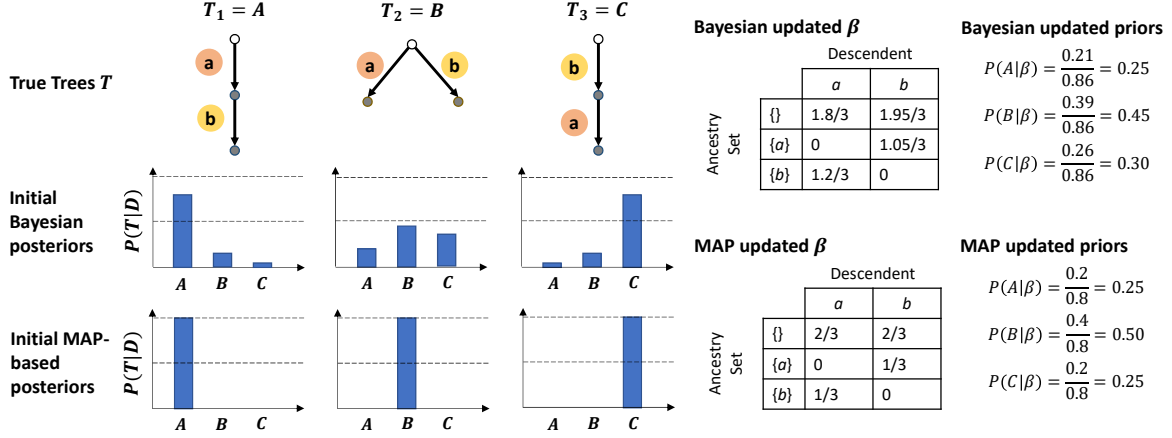 T₁ = A
T₂ = B
T₃ = C
True Trees T
a
b
a
b
b
a
Initial
Bayesian
posteriors
P(T|D)
A B C
A B C
A B C
Initial MAP-
based
posteriors
P(T|D)
A B C
A B C
A B C
Bayesian updated β
Descendent
a b
Ancestry
Set
{} 1.8/3 1.95/3
{a} 0 1.05/3
{b} 1.2/3 0
Bayesian updated priors
P(A|β) = 0.21/0.86 = 0.25
P(B|β) = 0.39/0.86 = 0.45
P(C|β) = 0.26/0.86 = 0.30
MAP updated β
Descendent
a b
Ancestry
Set
{} 2/3 2/3
{a} 0 1/3
{b} 1/3 0
MAP updated priors
P(A|β) = 0.2/0.8 = 0.25
P(B|β) = 0.4/0.8 = 0.50
P(C|β) = 0.2/0.8 = 0.25